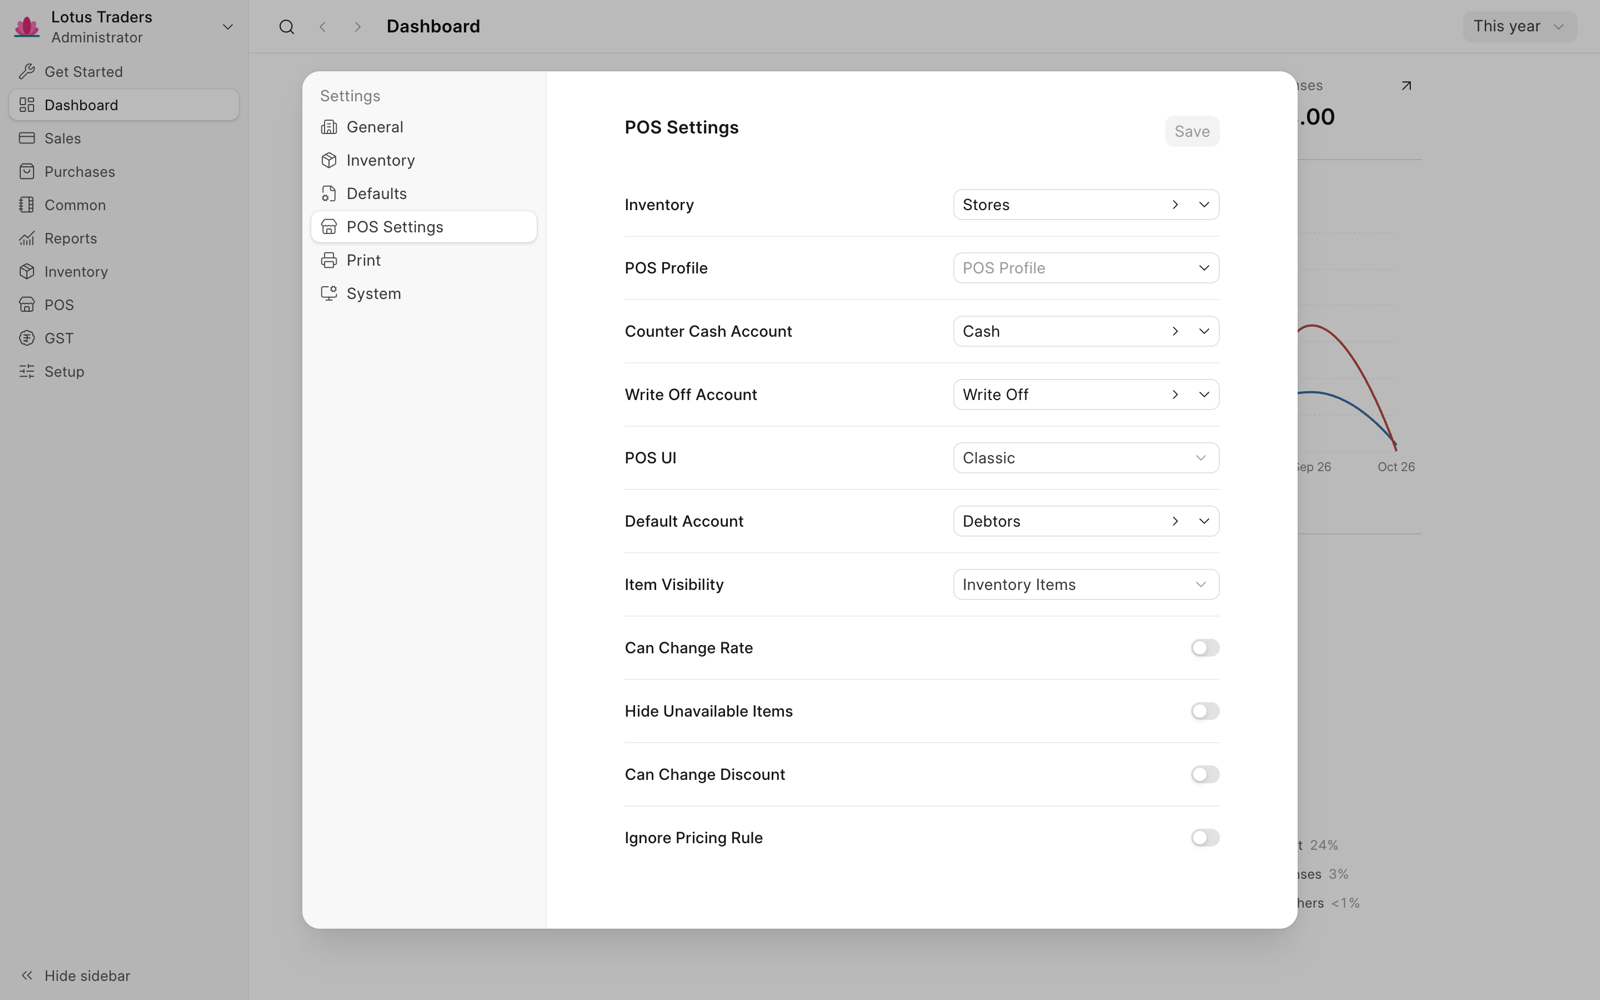 Lotus Traders
Administrator
Get Started
Dashboard
Sales
Purchases
Common
Reports
Inventory
POS
GST
Setup
Hide sidebar
Dashboard
This year
Settings
General
Inventory
Defaults
POS Settings
Print
System
POS Settings
Save
Inventory
Stores
POS Profile
POS Profile
Counter Cash Account
Cash
Write Off Account
Write Off
POS UI
Classic
Default Account
Debtors
Item Visibility
Inventory Items
Can Change Rate
Hide Unavailable Items
Can Change Discount
Ignore Pricing Rule
.00
Sep 26
Oct 26
24%
3%
<1%